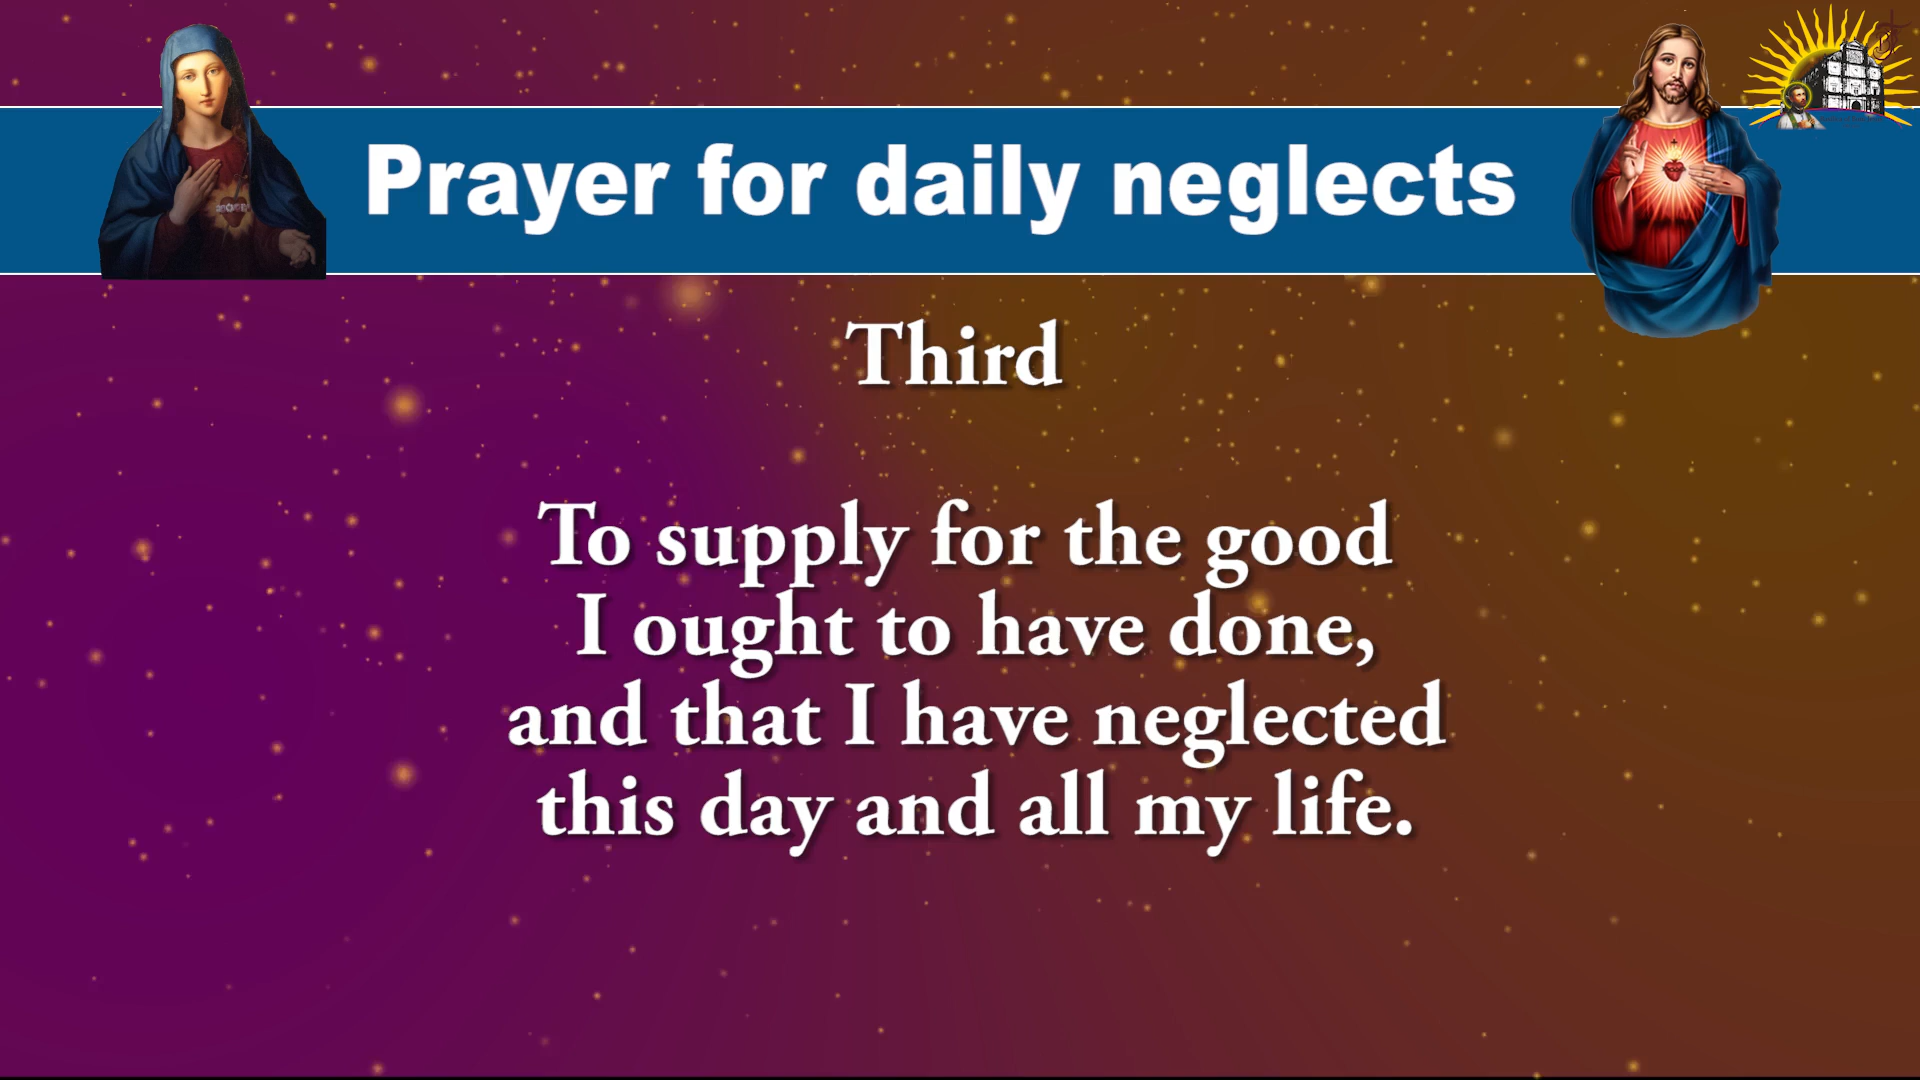 Prayer for daily neglects
Third
To supply for the good
I ought to have done,
and that I have neglected
this day and all my life.